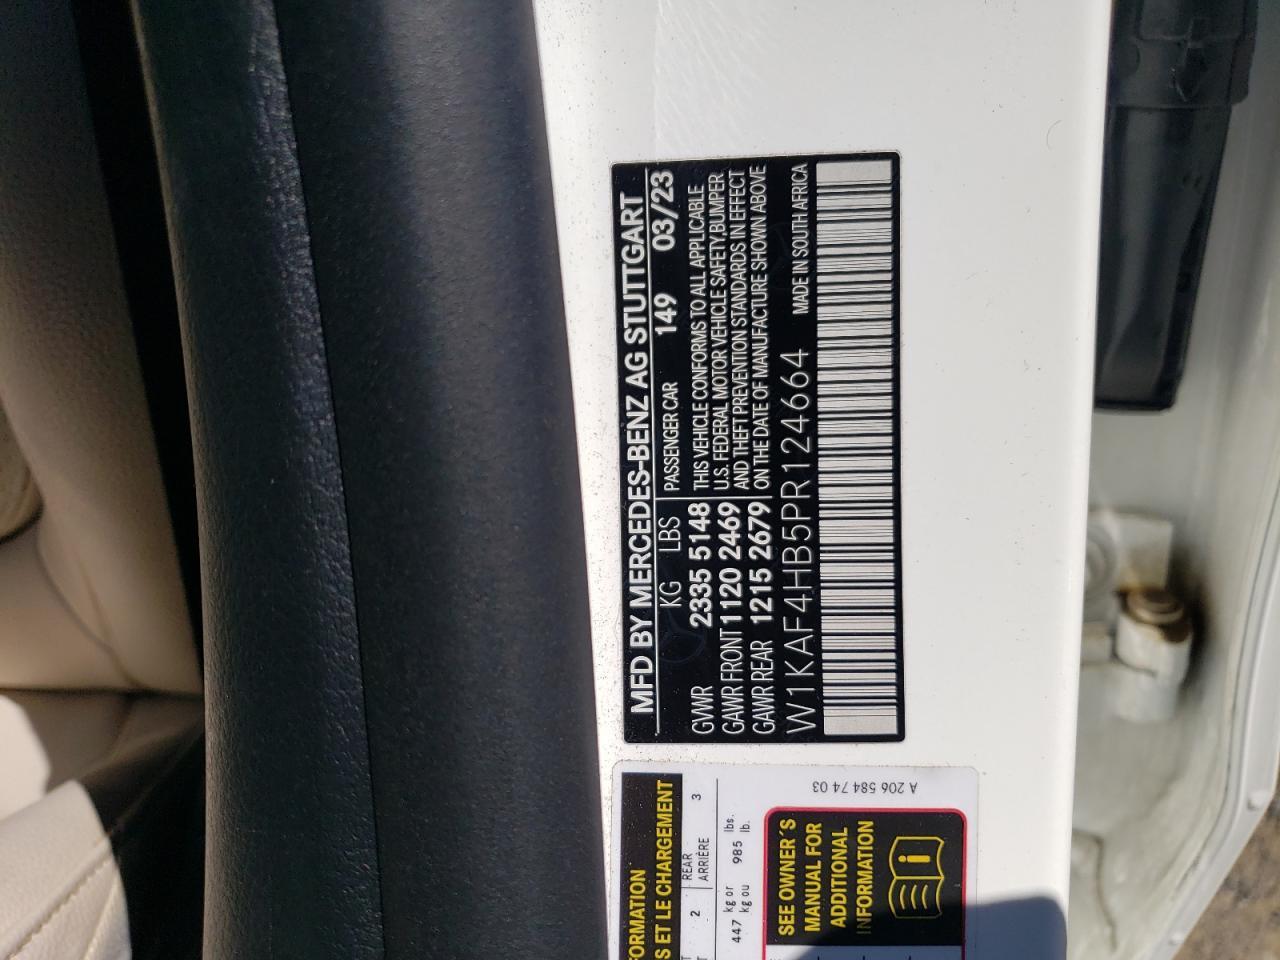 MFD BY MERCEDES-BENZ AG STUTTGART
KG LBS PASSENGER CAR 149 03/23
GVWR 2335 5148 THIS VEHICLE CONFORMS TO ALL APPLICABLE
GAWR FRONT 1120 2469 U.S. FEDERAL MOTOR VEHICLE SAFETY,BUMPER
AND THEFT PREVENTION STANDARDS IN EFFECT
GAWR REAR 1215 2679 ON THE DATE OF MANUFACTURE SHOWN ABOVE
W1KAF4HB5PR124664 MADE IN SOUTH AFRICA
S ET LE CHARGEMENT
2 REAR 3
ARRIÈRE
447 kg or 985 lbs.
kg ou lb.
SEE OWNER´S
MANUAL FOR
ADDITIONAL
INFORMATION
A 206 584 74 03